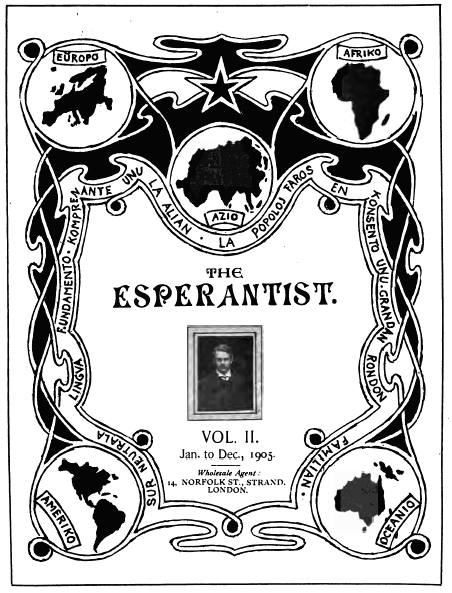 EŬROPO
AFRIKO
AZIO
SUR NEUTRALA LINGVA FUNDAMENTO · KOMPRENANTE UNU LA ALIAN · LA POPOLOJ FAROS EN KONSENTO UNU GRANDAN RONDON FAMILIAN ·
THE
ESPERANTIST.
VOL. II.
Jan. to Dec., 1905.
Wholesale Agent :
14, NORFOLK ST., STRAND.
LONDON.
AMERIKO
OCEANIO